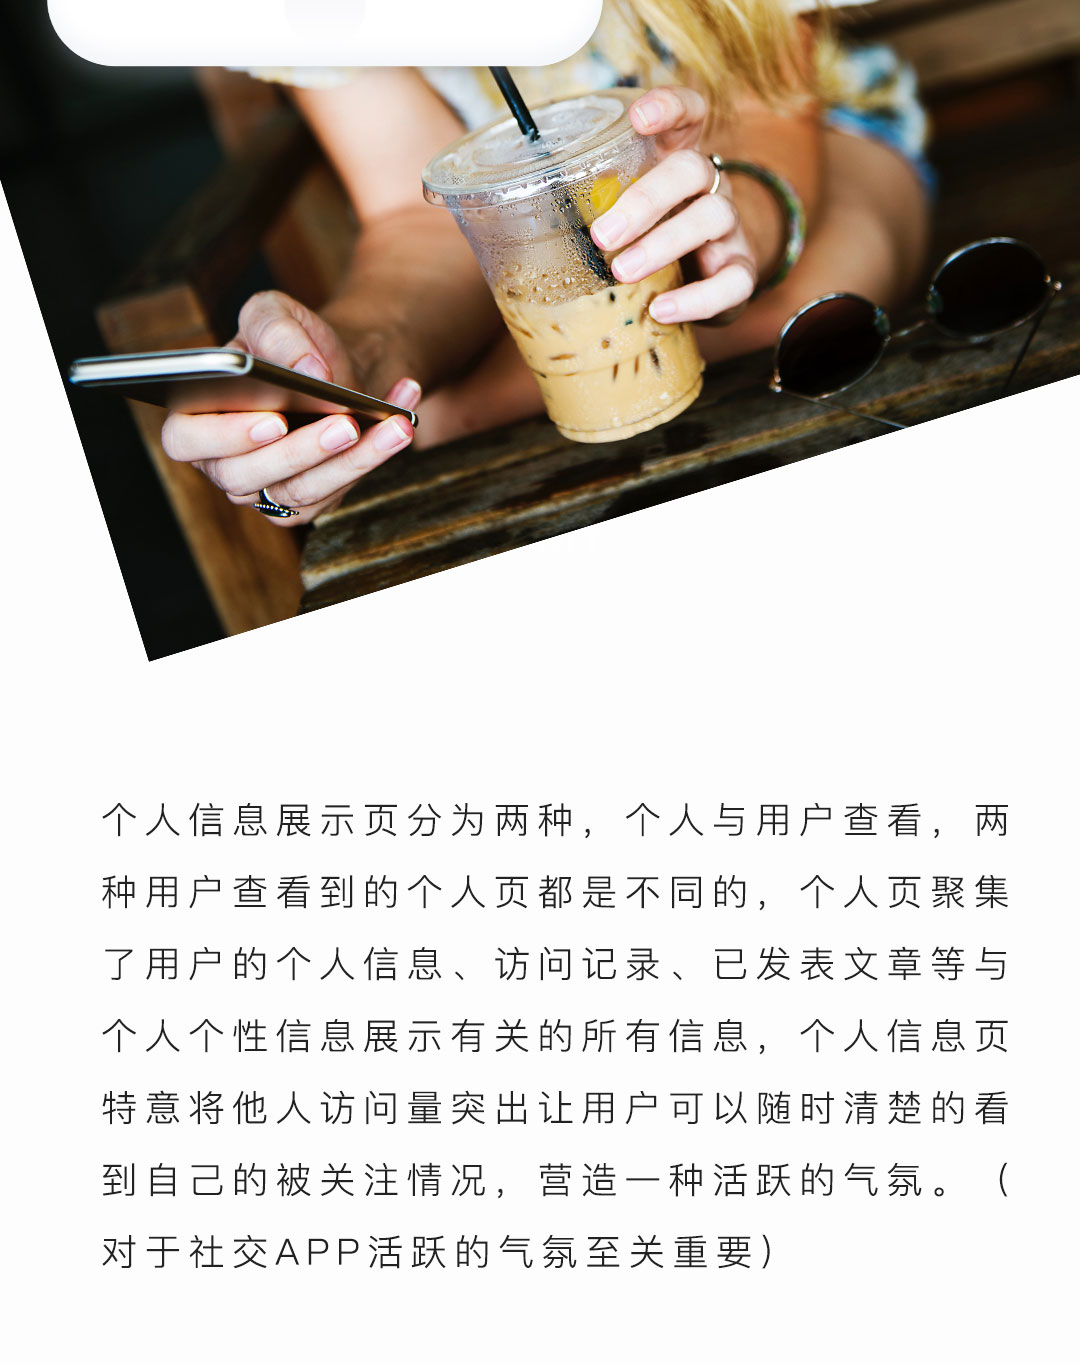 个人信息展示页分为两种，个人与用户查看，两
种用户查看到的个人页都是不同的，个人页聚集
了用户的个人信息、访问记录、已发表文章等与
个人个性信息展示有关的所有信息，个人信息页
特意将他人访问量突出让用户可以随时清楚的看
到自己的被关注情况，营造一种活跃的气氛。（
对于社交APP活跃的气氛至关重要）